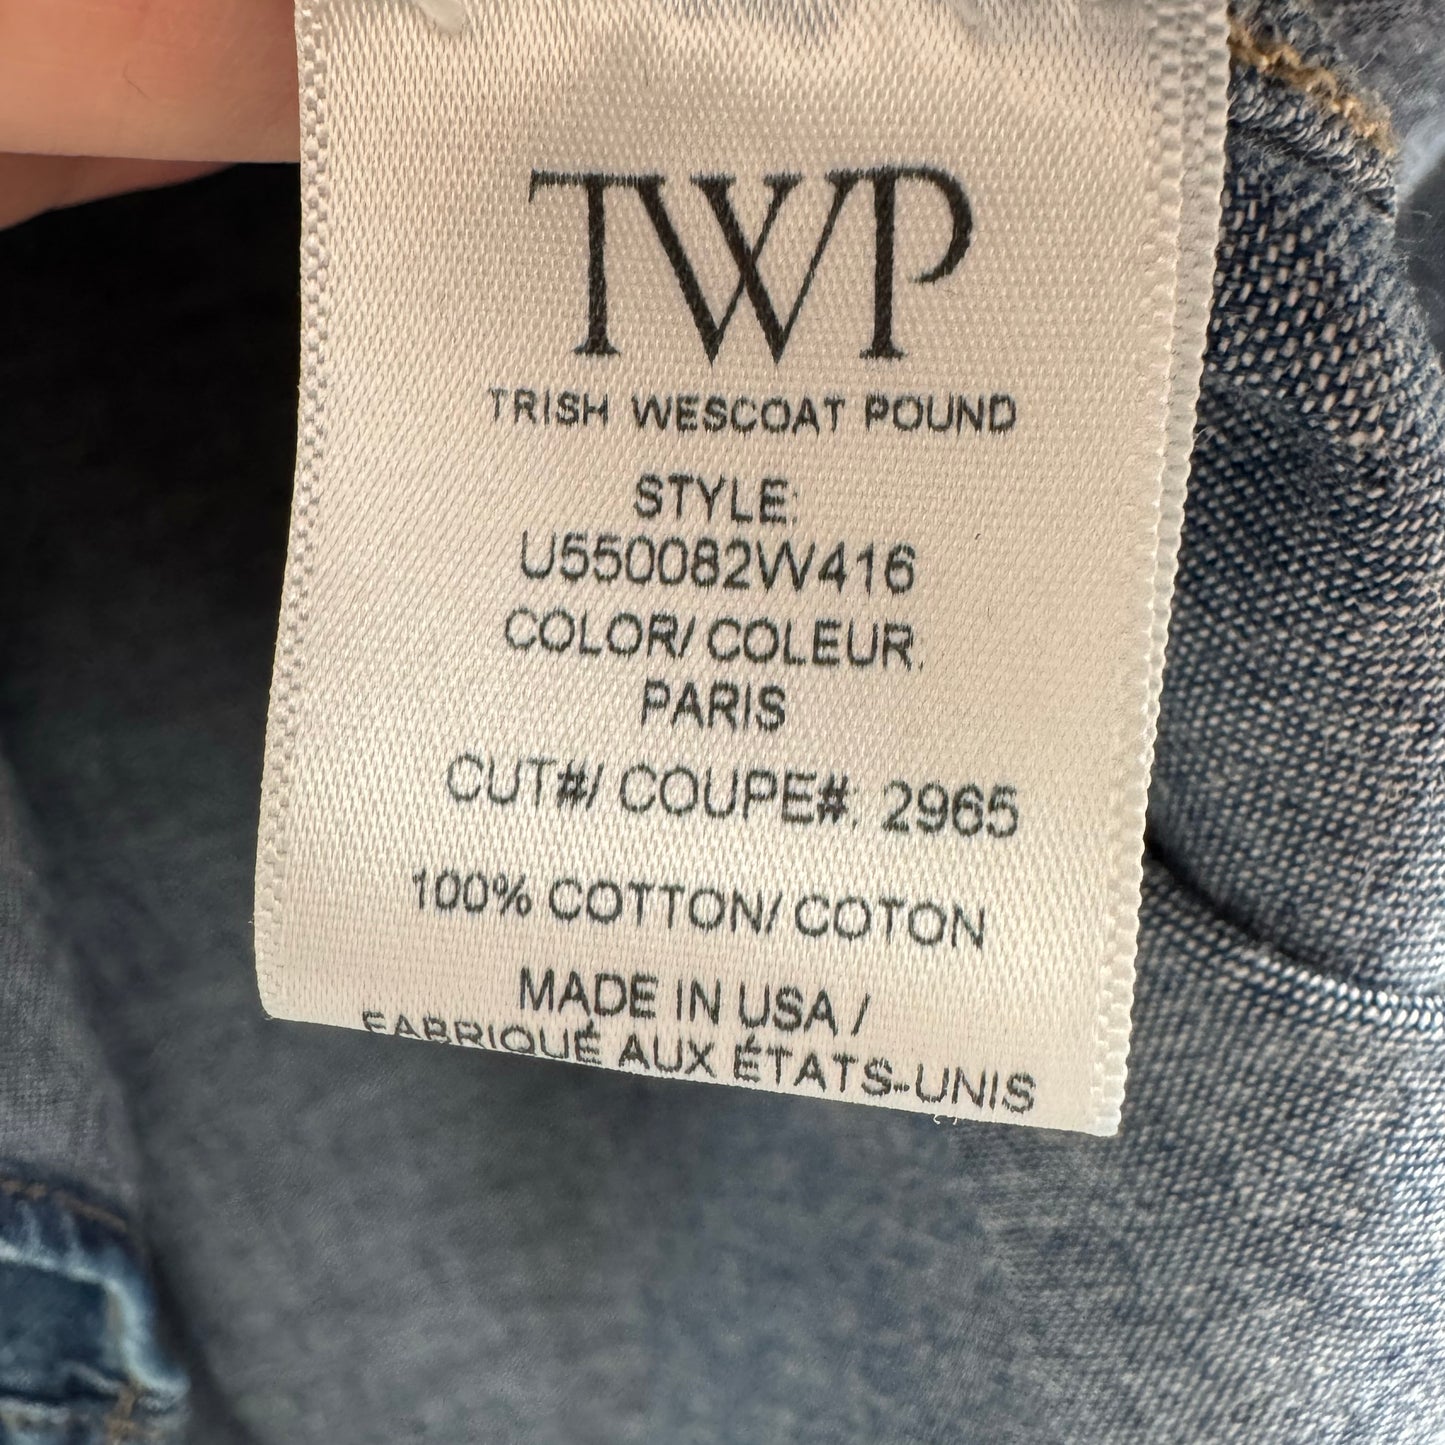 TWP
TRISH WESCOAT POUND
STYLE:
U550082W416
COLOR/ COLEUR:
PARIS
CUT#/ COUPE#: 2965
100% COTTON/ COTON
MADE IN USA /
FABRIQUÉ AUX ÉTATS-UNIS